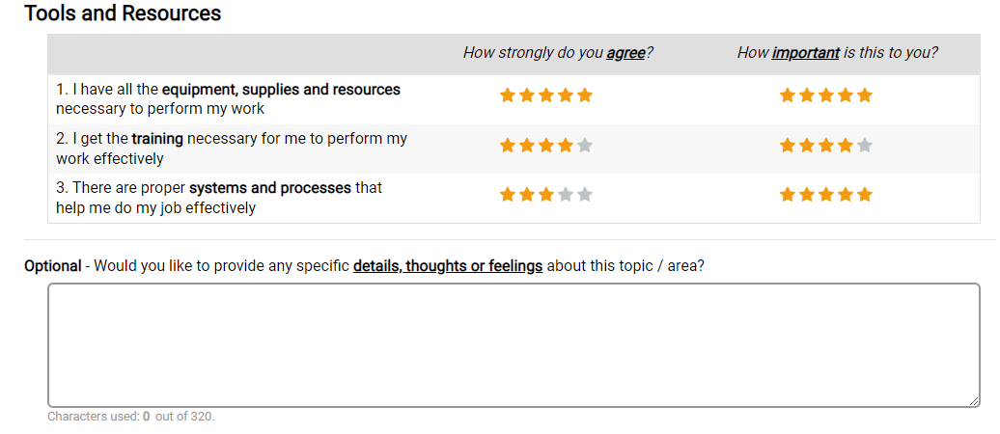 Tools and Resources
How strongly do you agree? How important is this to you?
1. I have all the equipment, supplies and resources
necessary to perform my work
2. I get the training necessary for me to perform my
work effectively
3. There are proper systems and processes that
help me do my job effectively
Optional - Would you like to provide any specific details, thoughts or feelings about this topic / area?
Characters used: 0 out of 320.